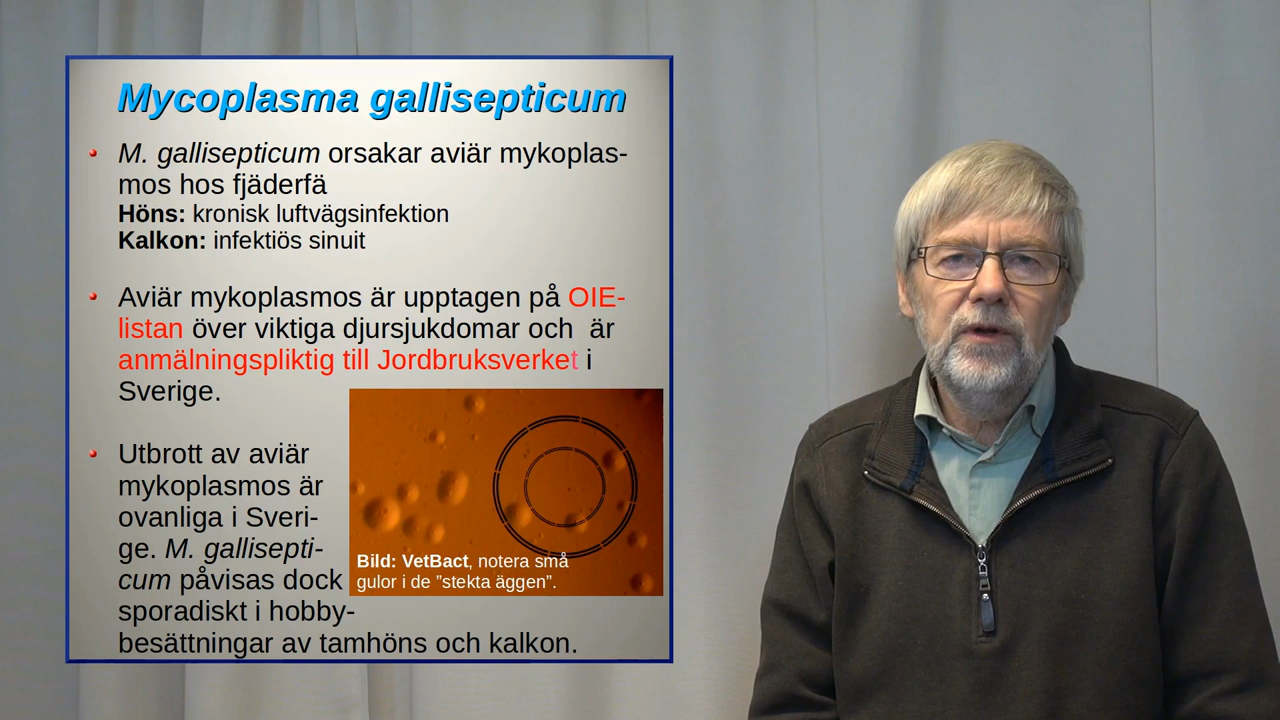 Mycoplasma gallisepticum
M. gallisepticum orsakar aviär mykoplas-
mos hos fjäderfä
Höns: kronisk luftvägsinfektion
Kalkon: infektiös sinuit
Aviär mykoplasmos är upptagen på OIE-
listan över viktiga djursjukdomar och  är
anmälningspliktig till Jordbruksverket i
Sverige.
Utbrott av aviär
mykoplasmos är
ovanliga i Sveri-
ge. M. gallisepti-
cum påvisas dock
sporadiskt i hobby-
besättningar av tamhöns och kalkon.
Bild: VetBact, notera små
gulor i de ”stekta äggen”.